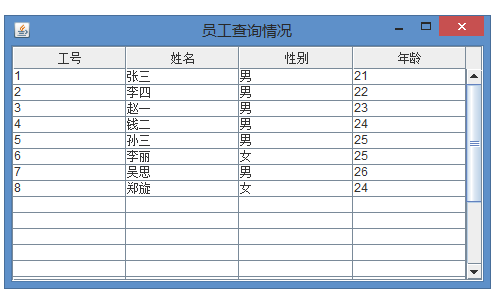 员工查询情况
工号 姓名 性别 年龄
1 张三 男 21
2 李四 男 22
3 赵一 男 23
4 钱二 男 24
5 孙三 男 25
6 李丽 女 25
7 吴思 男 26
8 郑旋 女 24